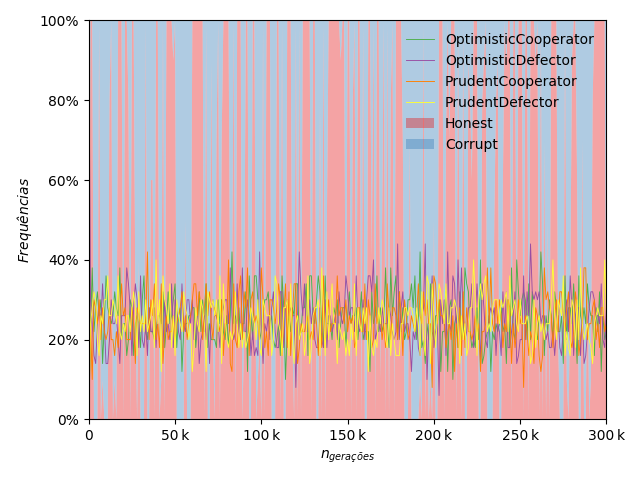 100%
80%
60%
40%
20%
0%
Frequências
OptimisticCooperator
OptimisticDefector
PrudentCooperator
PrudentDefector
Honest
Corrupt
0
50 k
100 k
150 k
200 k
250 k
300 k
n_gerações